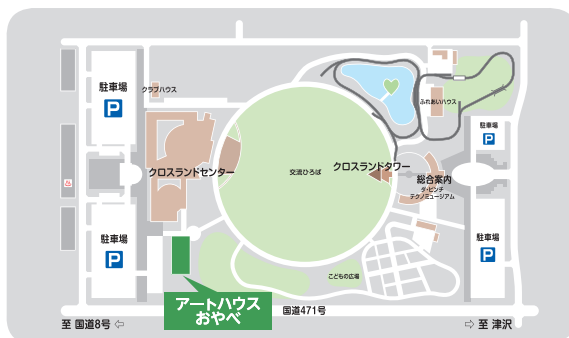 駐車場
P
クラブハウス
ふれあいハウス
駐車場
P
クロスランドセンター
交流ひろば
クロスランドタワー
総合案内
ダ・ビンチ
テクノミュージアム
駐車場
P
駐車場
P
こどもの広場
アートハウス
おやべ
国道471号
至 国道8号 ⇦
⇨ 至 津沢